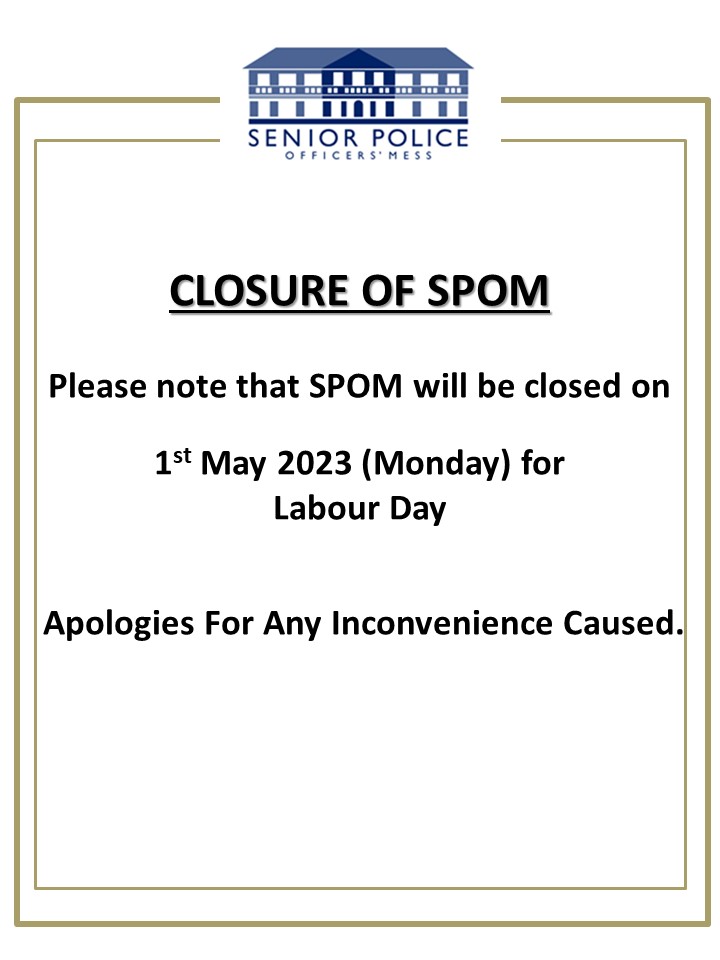 SENIOR POLICE
OFFICERS' MESS
CLOSURE OF SPOM
Please note that SPOM will be closed on
1st May 2023 (Monday) for
Labour Day
Apologies For Any Inconvenience Caused.